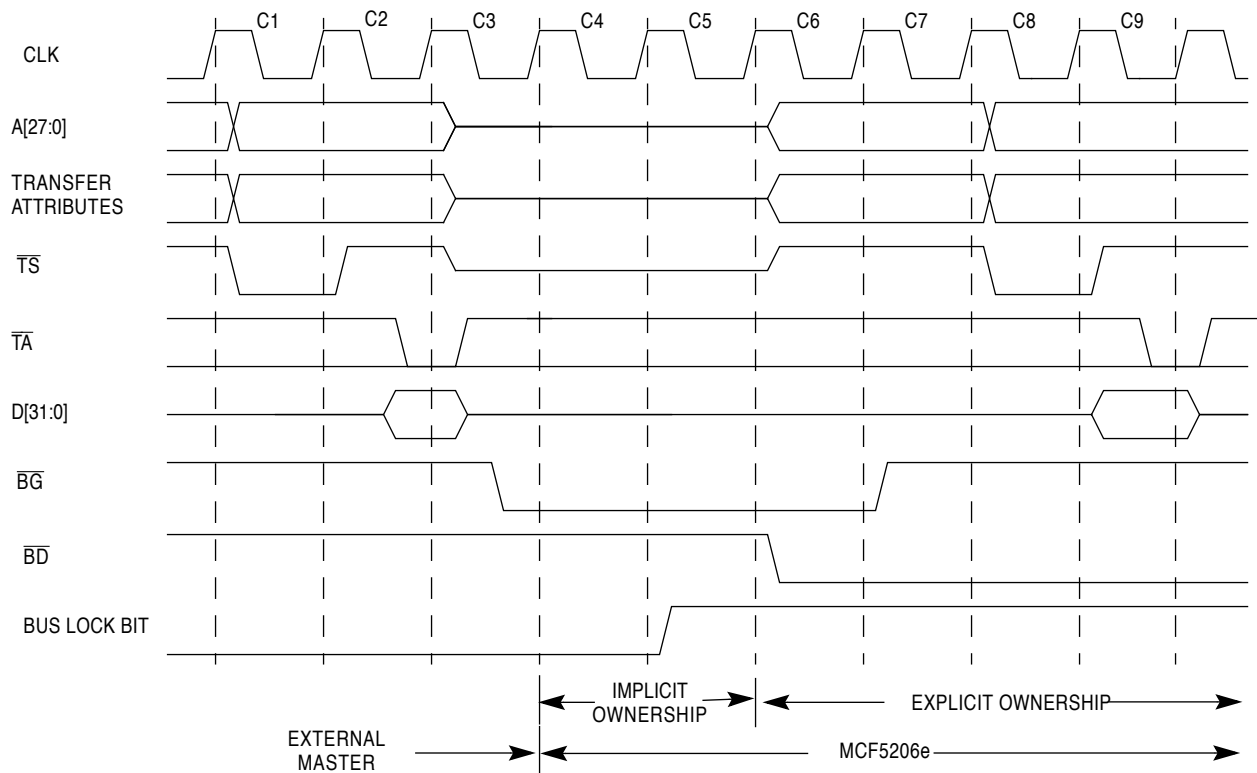 C1 C2 C3 C4 C5 C6 C7 C8 C9
CLK
A[27:0]
TRANSFER
ATTRIBUTES
TS
TA
D[31:0]
BG
BD
BUS LOCK BIT
IMPLICIT
OWNERSHIP
EXPLICIT OWNERSHIP
EXTERNAL
MASTER
MCF5206e